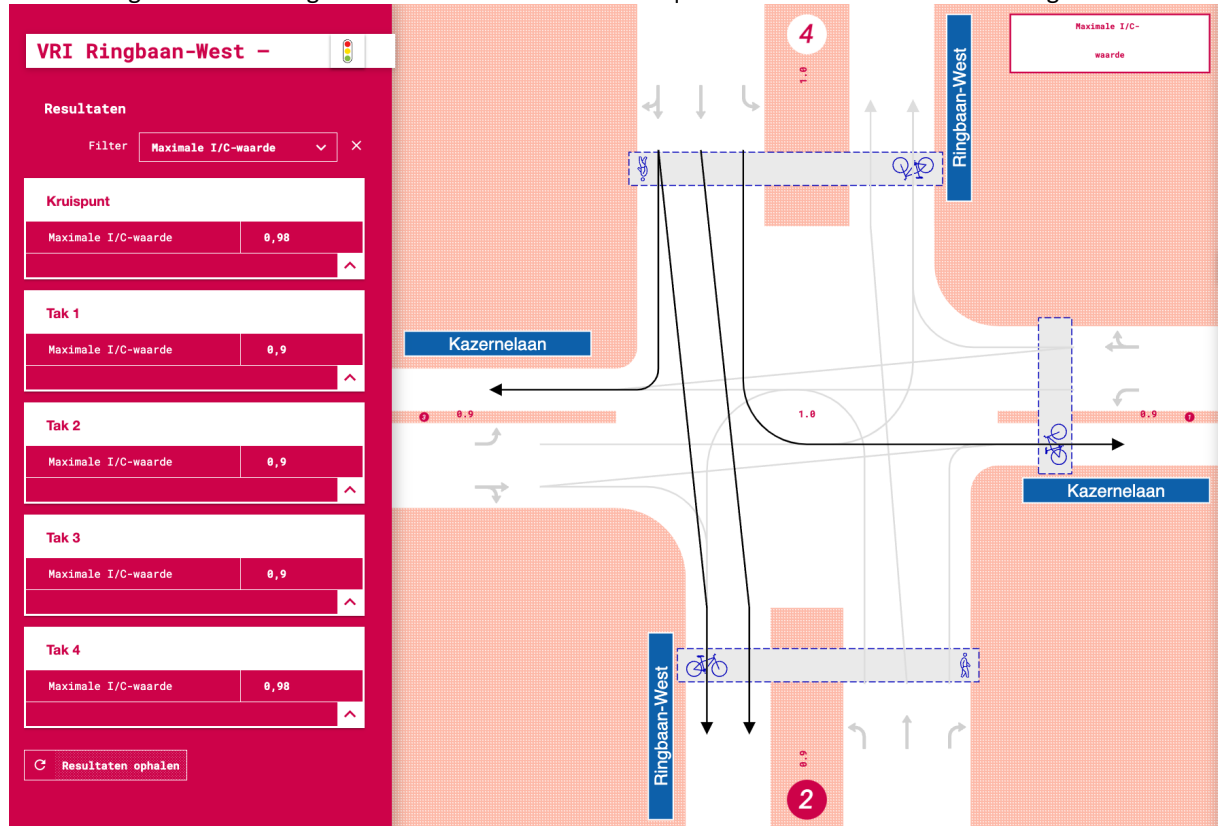 VRI Ringbaan-West –
Resultaten
Filter
Maximale I/C-waarde
Kruispunt
Maximale I/C-waarde
0,98
Tak 1
Maximale I/C-waarde
0,9
Tak 2
Maximale I/C-waarde
0,9
Tak 3
Maximale I/C-waarde
0,9
Tak 4
Maximale I/C-waarde
0,98
Resultaten ophalen
4
1.0
Ringbaan-West
Maximale I/C-
waarde
Kazernelaan
3
0.9
1.0
0.9
1
Kazernelaan
Ringbaan-West
0.9
2